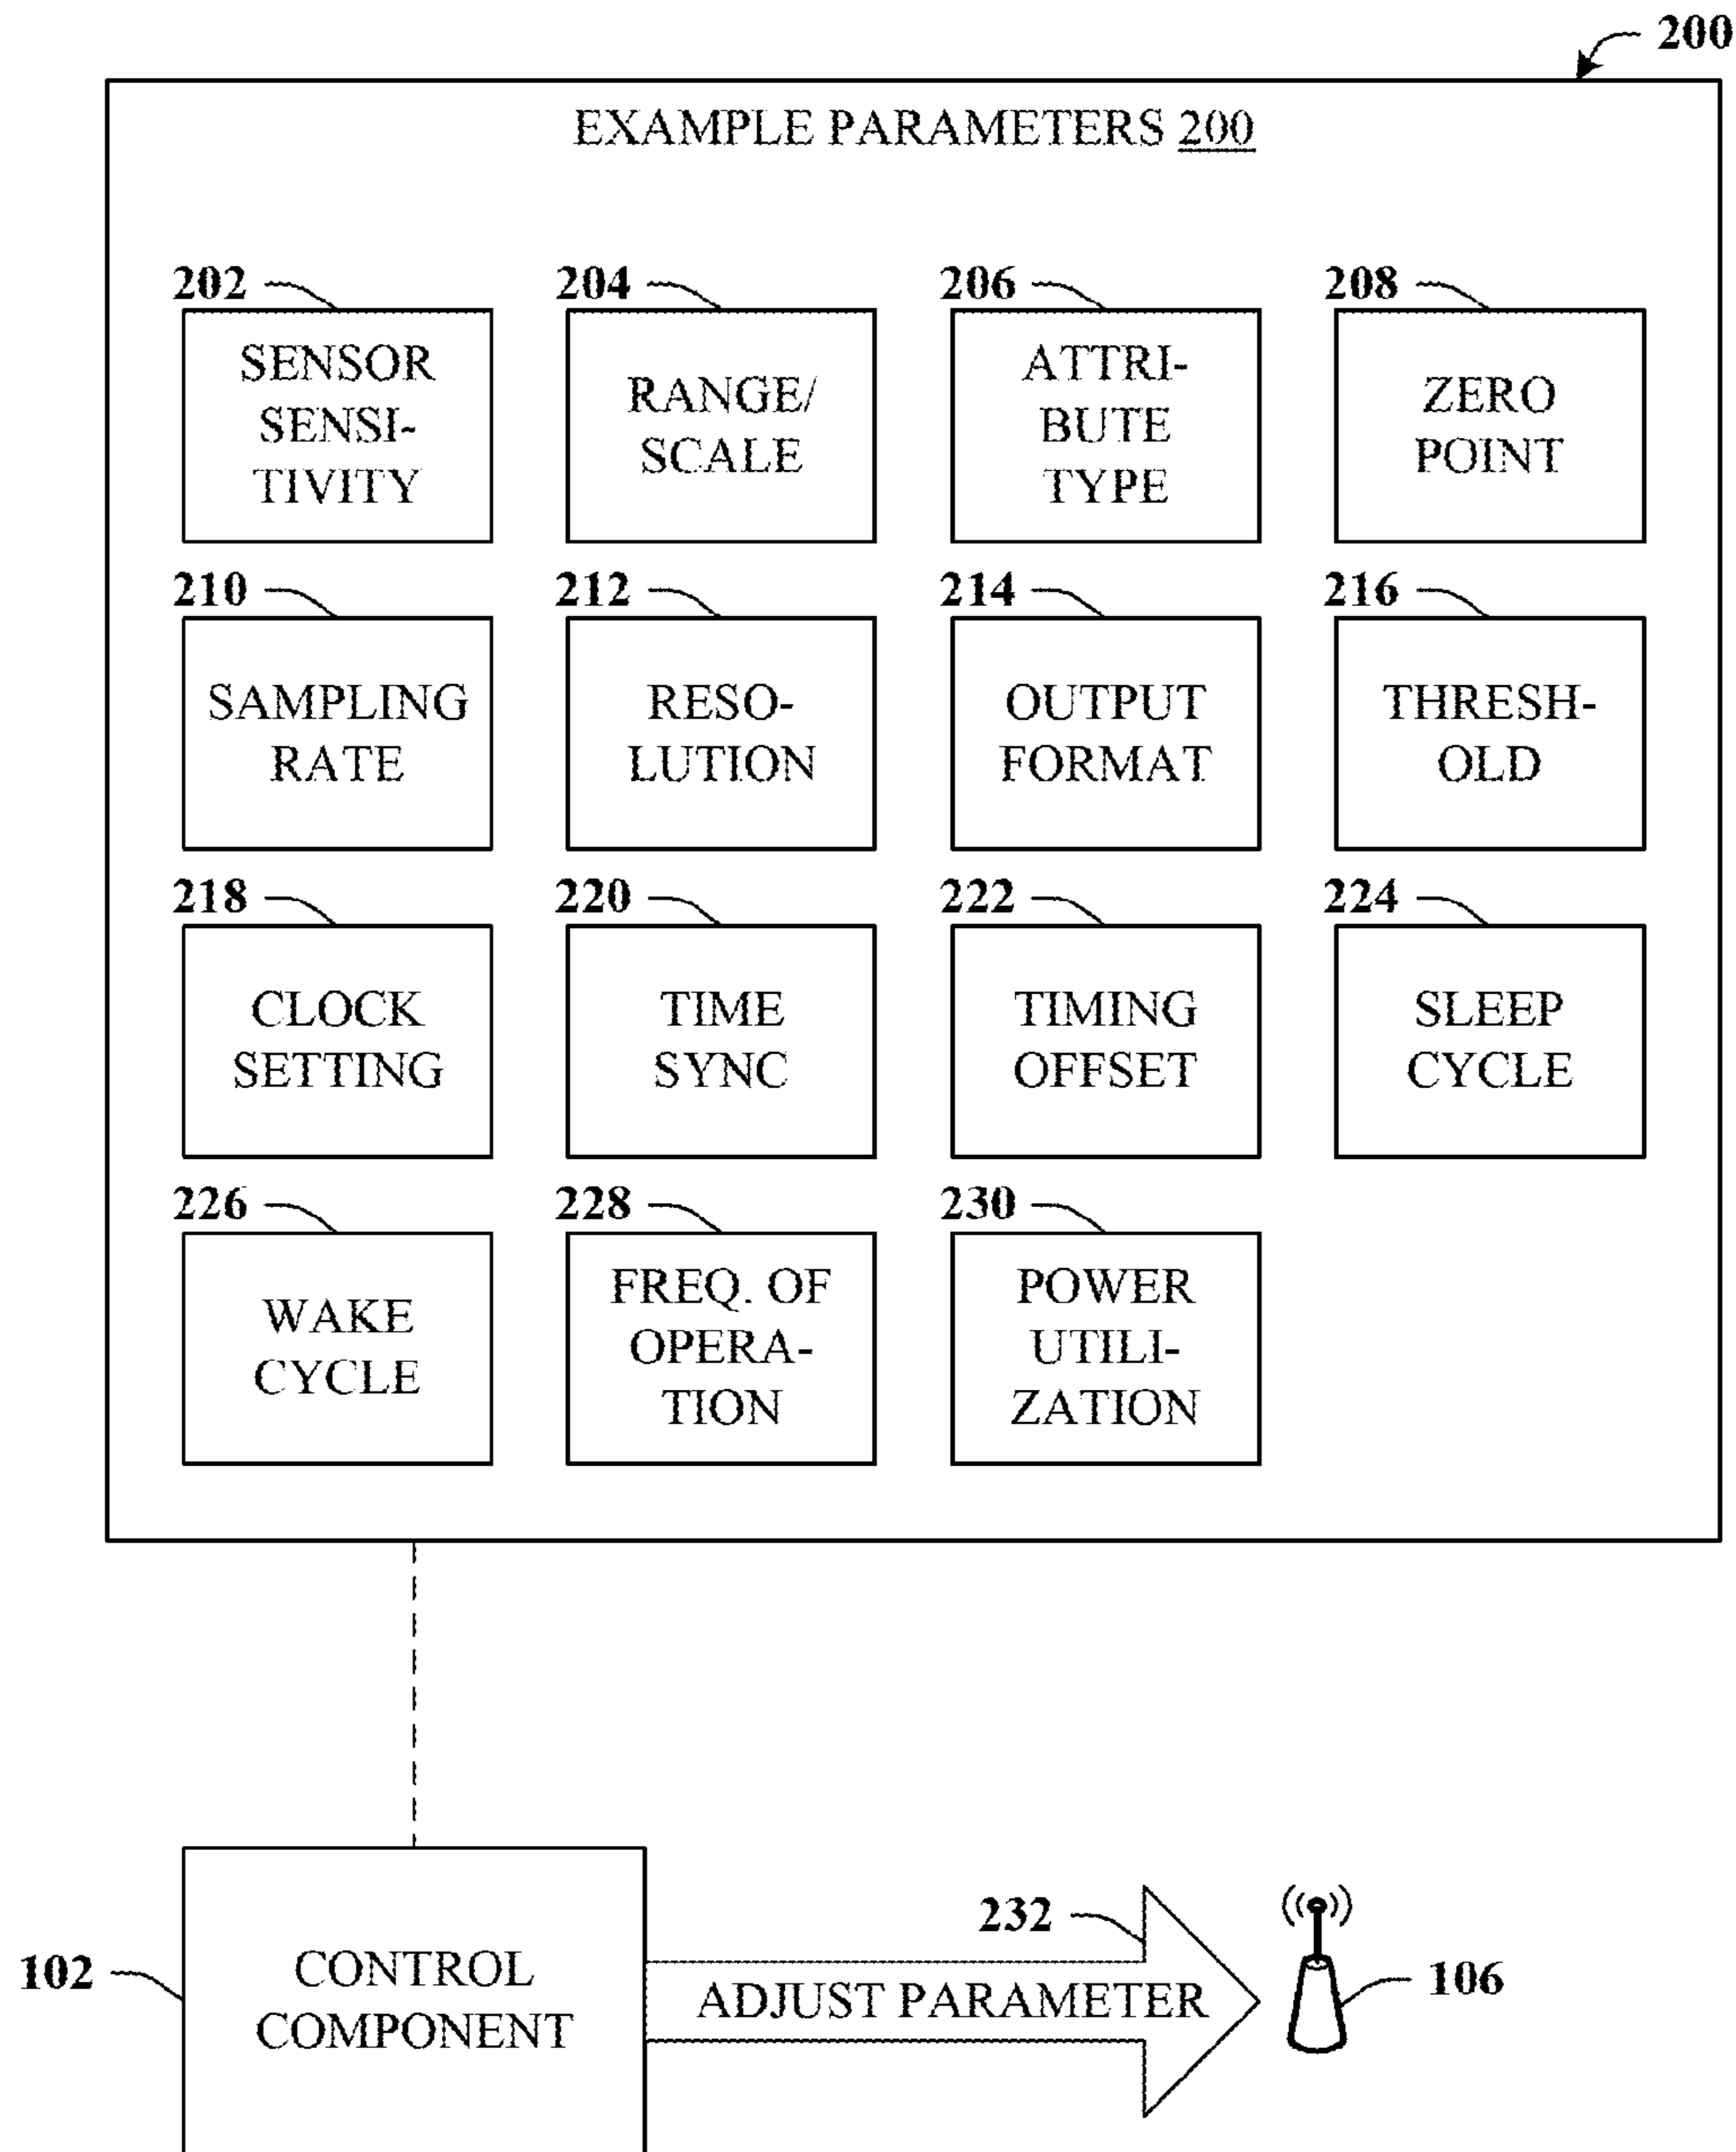 200
EXAMPLE PARAMETERS 200
202
SENSOR
SENSI-
TIVITY
204
RANGE/
SCALE
206
ATTRI-
BUTE
TYPE
208
ZERO
POINT
210
SAMPLING
RATE
212
RESO-
LUTION
214
OUTPUT
FORMAT
216
THRESH-
OLD
218
CLOCK
SETTING
220
TIME
SYNC
222
TIMING
OFFSET
224
SLEEP
CYCLE
226
WAKE
CYCLE
228
FREQ. OF
OPERA-
TION
230
POWER
UTILI-
ZATION
102
CONTROL
COMPONENT
232
ADJUST PARAMETER
106